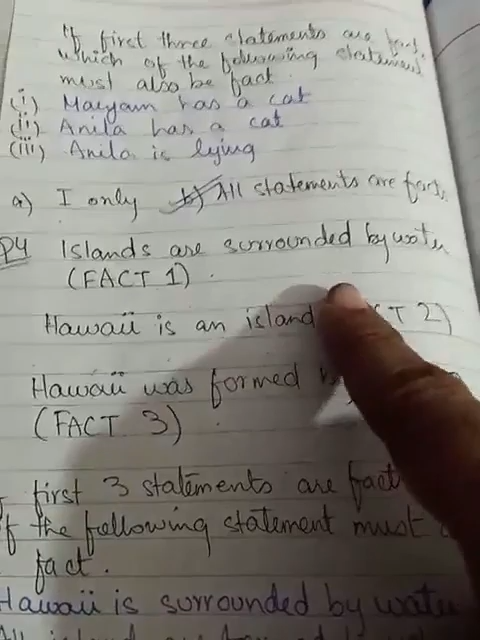 If first three statements are fact,
which of the following statement
must also be fact.
(i) Maryam has a cat
(ii) Anila has a cat
(iii) Anila is lying
a) I only b) All statements are fact,
P4 Islands are surrounded by water
(FACT 1).
Hawaii is an island T 2)
Hawaii was formed
(FACT 3)
first 3 statements are fact
the following statement must
fact.
Hawaii is surrounded by water
All